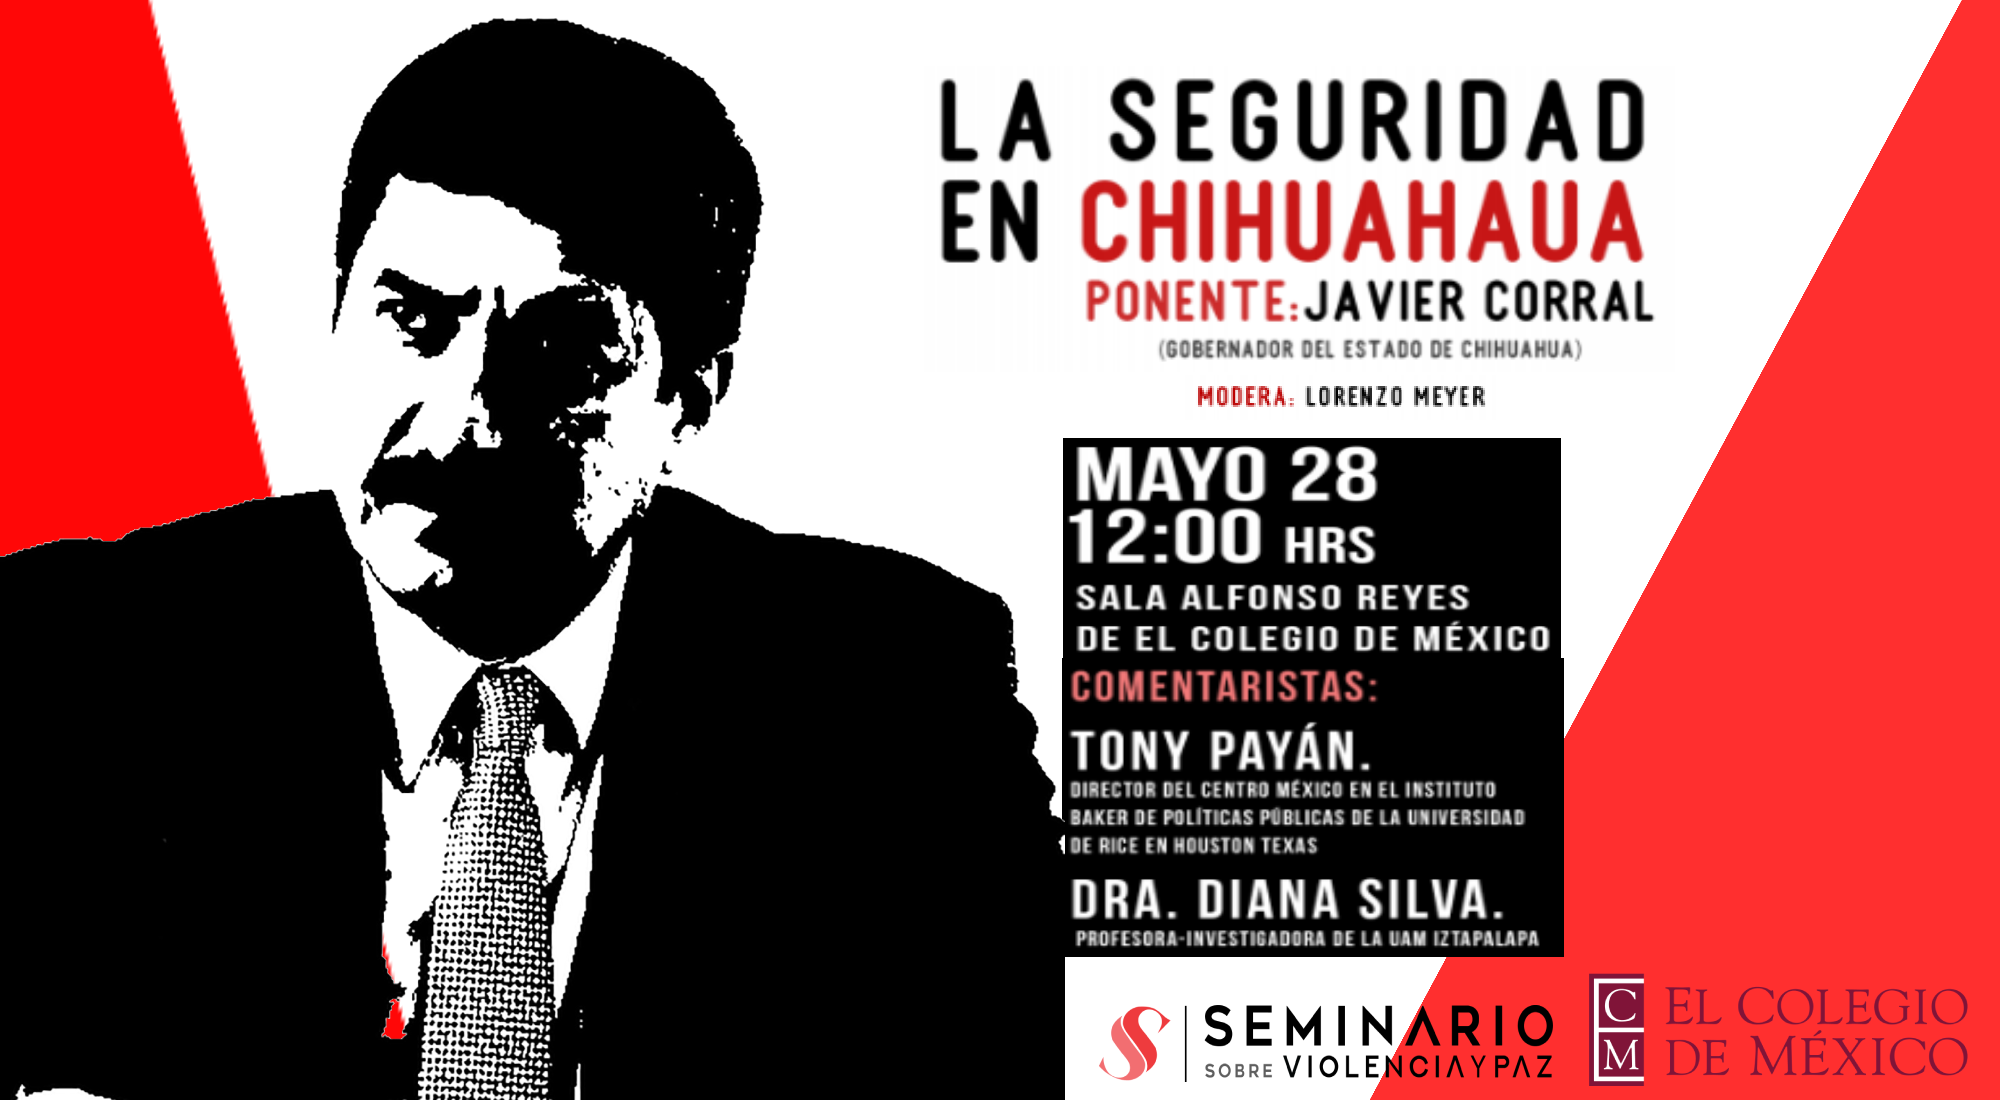 LA SEGURIDAD
EN CHIHUAHAUA
PONENTE: JAVIER CORRAL
(GOBERNADOR DEL ESTADO DE CHIHUAHUA)
MODERA: LORENZO MEYER
MAYO 28
12:00 HRS
SALA ALFONSO REYES
DE EL COLEGIO DE MÉXICO
COMENTARISTAS:
TONY PAYÁN.
DIRECTOR DEL CENTRO MÉXICO EN EL INSTITUTO
BAKER DE POLÍTICAS PÚBLICAS DE LA UNIVERSIDAD
DE RICE EN HOUSTON TEXAS
DRA. DIANA SILVA.
PROFESORA-INVESTIGADORA DE LA UAM IZTAPALAPA
S SEMINARIO
SOBRE VIOLENCIA Y PAZ
C EL COLEGIO
M DE MÉXICO